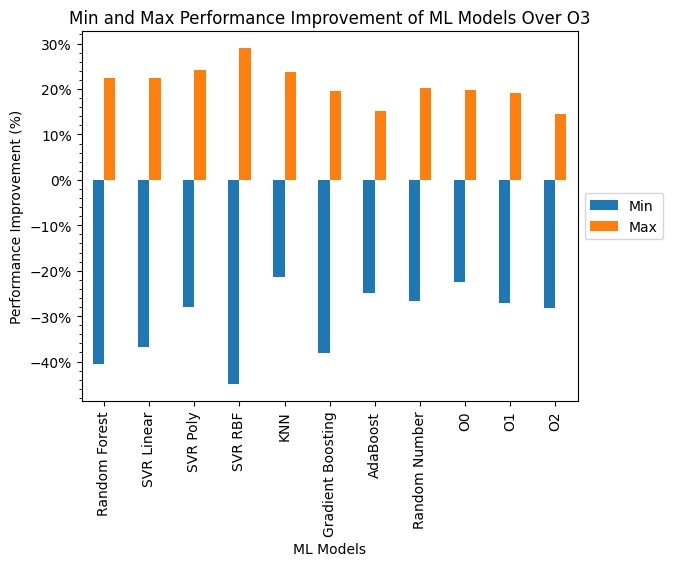 Min and Max Performance Improvement of ML Models Over O3
Performance Improvement (%)
30%
20%
10%
0%
−10%
−20%
−30%
−40%
Min
Max
Random Forest
SVR Linear
SVR Poly
SVR RBF
KNN
Gradient Boosting
AdaBoost
Random Number
O0
O1
O2
ML Models